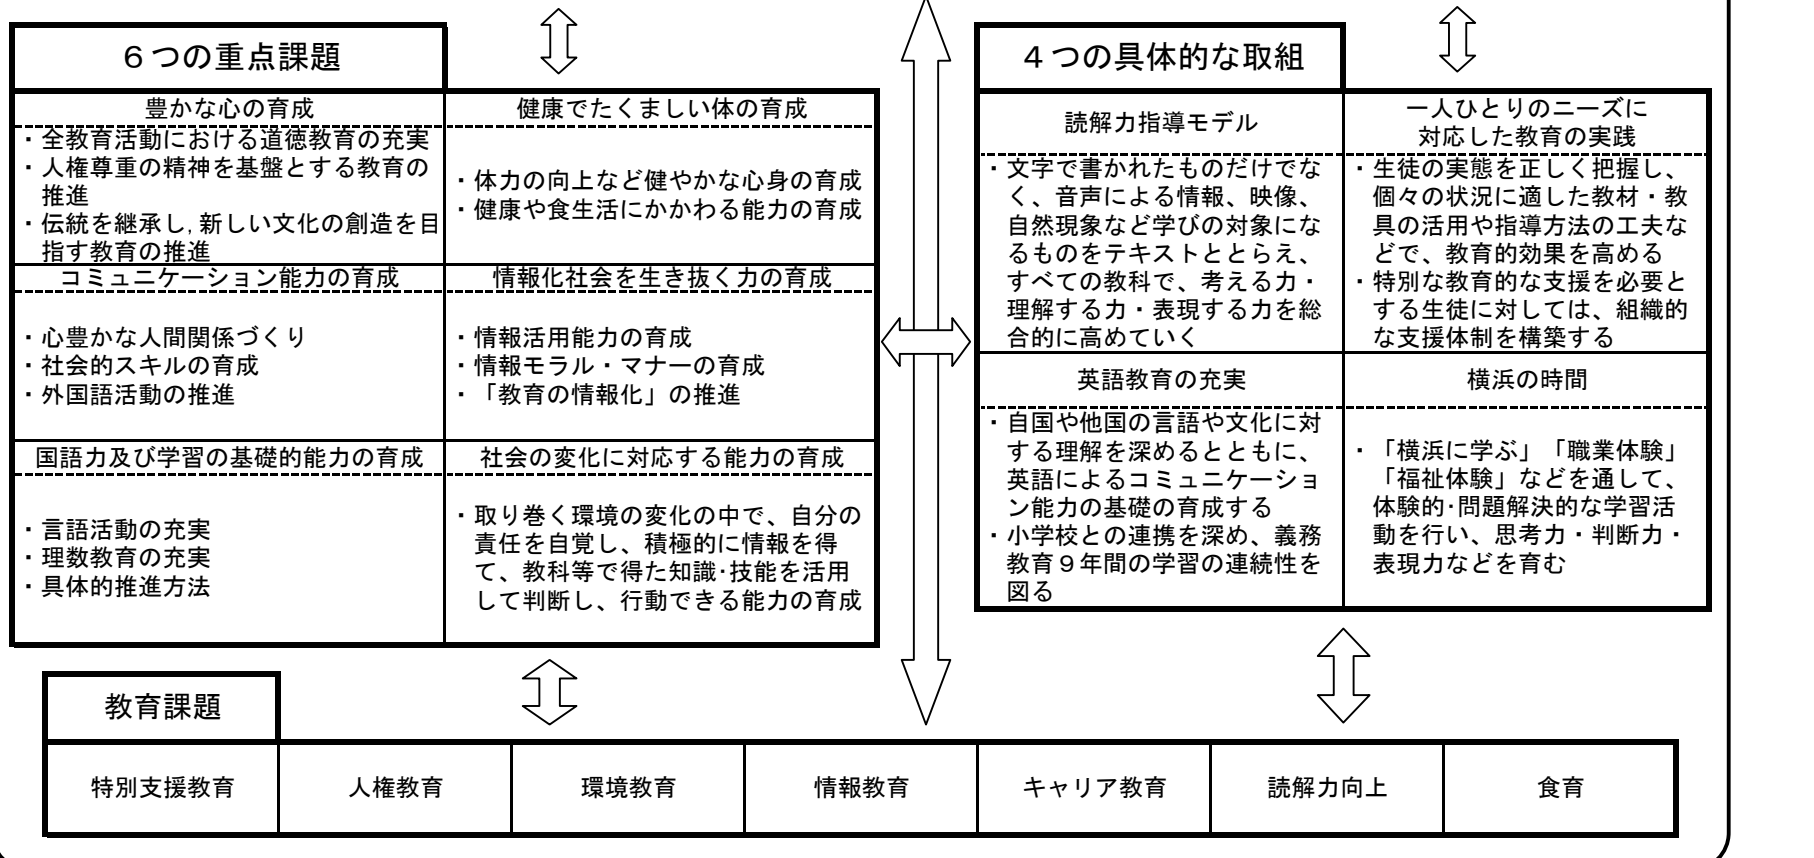 ６つの重点課題
豊かな心の育成
・全教育活動における道徳教育の充実
・人権尊重の精神を基盤とする教育の
推進
・伝統を継承し,新しい文化の創造を目
指す教育の推進
健康でたくましい体の育成
・体力の向上など健やかな心身の育成
・健康や食生活にかかわる能力の育成
コミュニケーション能力の育成
・心豊かな人間関係づくり
・社会的スキルの育成
・外国語活動の推進
情報化社会を生き抜く力の育成
・情報活用能力の育成
・情報モラル・マナーの育成
・「教育の情報化」の推進
国語力及び学習の基礎的能力の育成
・言語活動の充実
・理数教育の充実
・具体的推進方法
社会の変化に対応する能力の育成
・取り巻く環境の変化の中で、自分の
責任を自覚し、積極的に情報を得
て、教科等で得た知識･技能を活用
して判断し、行動できる能力の育成
４つの具体的な取組
読解力指導モデル
・文字で書かれたものだけでな
く、音声による情報、映像、
自然現象など学びの対象にな
るものをテキストととらえ、
すべての教科で、考える力・
理解する力・表現する力を総
合的に高めていく
一人ひとりのニーズに
対応した教育の実践
・生徒の実態を正しく把握し、
個々の状況に適した教材・教
具の活用や指導方法の工夫な
どで、教育的効果を高める
・特別な教育的な支援を必要と
する生徒に対しては、組織的
な支援体制を構築する
英語教育の充実
・自国や他国の言語や文化に対
する理解を深めるとともに、
英語によるコミュニケーショ
ン能力の基礎の育成する
・小学校との連携を深め、義務
教育９年間の学習の連続性を
図る
横浜の時間
・「横浜に学ぶ」「職業体験」
「福祉体験」などを通して、
体験的･問題解決的な学習活
動を行い、思考力・判断力・
表現力などを育む
教育課題
特別支援教育
人権教育
環境教育
情報教育
キャリア教育
読解力向上
食育